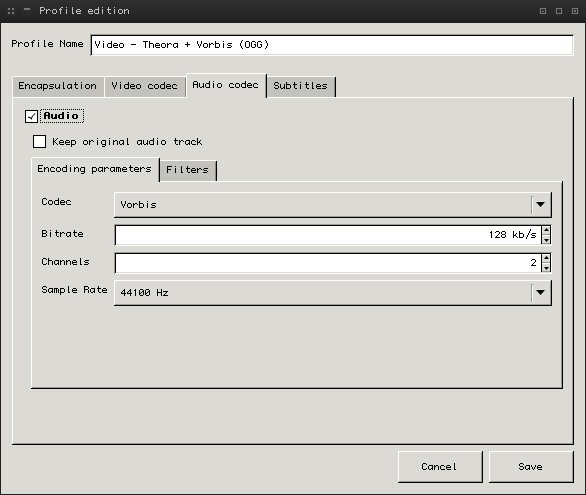 Profile edition
Profile Name Video - Theora + Vorbis (OGG)
Encapsulation Video codec Audio codec Subtitles
Audio
Keep original audio track
Encoding parameters Filters
Codec Vorbis
Bitrate 128 kb/s
Channels 2
Sample Rate 44100 Hz
Cancel Save